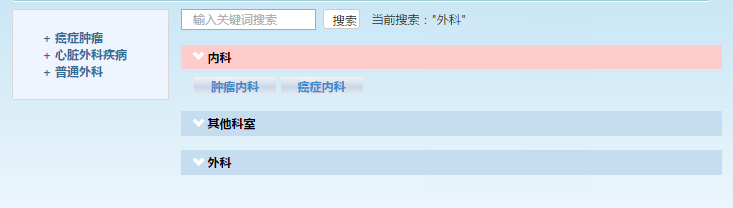 + 癌症肿瘤
+ 心脏外科疾病
+ 普通外科
输入关键词搜索 搜索 当前搜索："外科"
内科
肿瘤内科 癌症内科
其他科室
外科